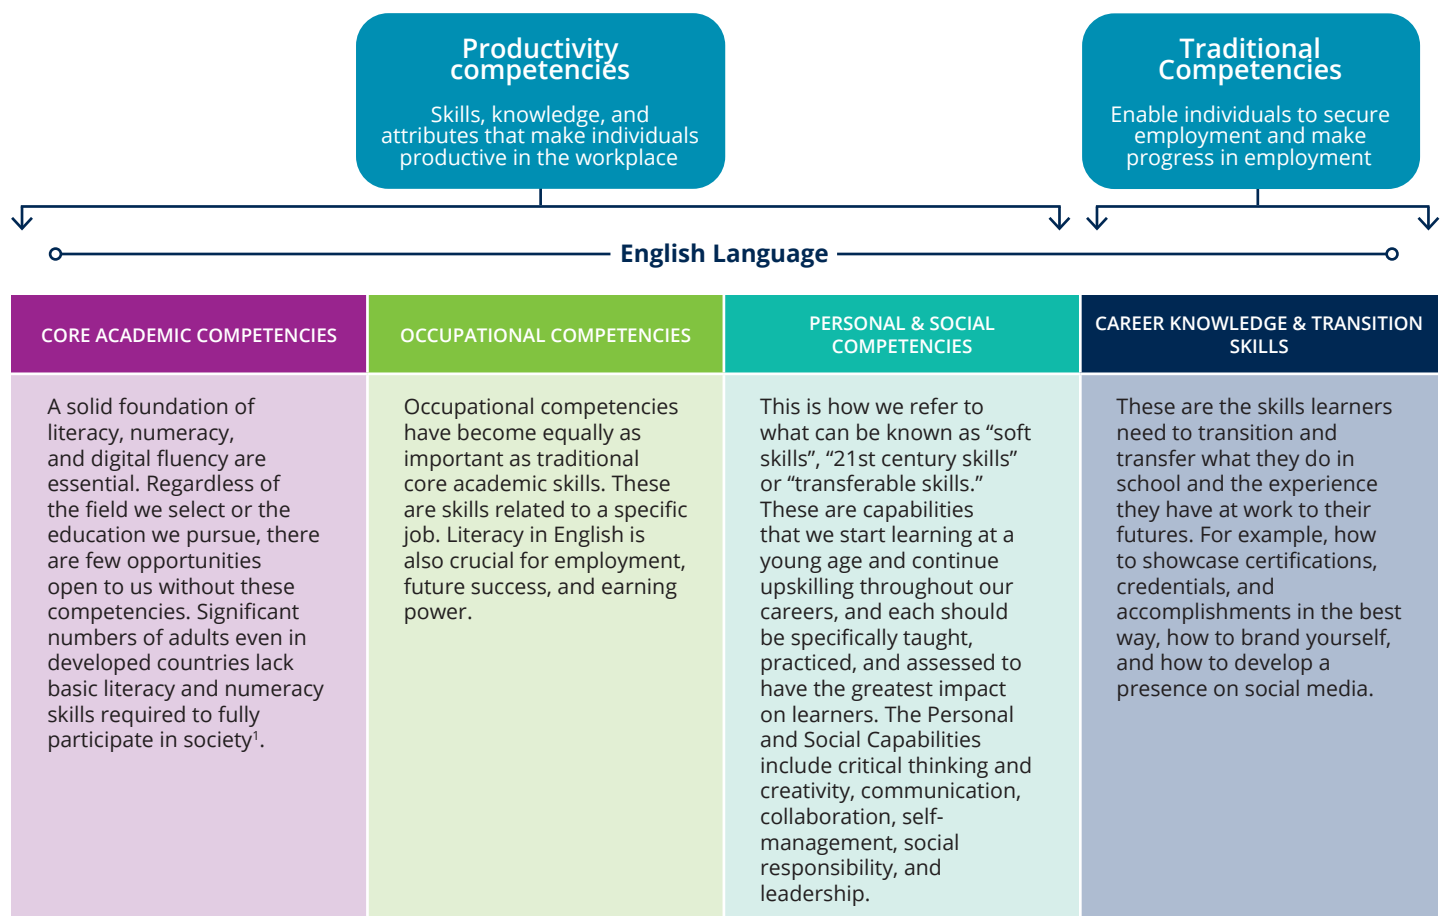 Productivity
competencies
Skills, knowledge, and
attributes that make individuals
productive in the workplace
Traditional
Competencies
Enable individuals to secure
employment and make
progress in employment
English Language
CORE ACADEMIC COMPETENCIES
A solid foundation of
literacy, numeracy,
and digital fluency are
essential. Regardless of
the field we select or the
education we pursue, there
are few opportunities
open to us without these
competencies. Significant
numbers of adults even in
developed countries lack
basic literacy and numeracy
skills required to fully
participate in society¹.
OCCUPATIONAL COMPETENCIES
Occupational competencies
have become equally as
important as traditional
core academic skills. These
are skills related to a specific
job. Literacy in English is
also crucial for employment,
future success, and earning
power.
PERSONAL & SOCIAL
COMPETENCIES
This is how we refer to
what can be known as “soft
skills”, “21st century skills”
or “transferable skills.”
These are capabilities
that we start learning at a
young age and continue
upskilling throughout our
careers, and each should
be specifically taught,
practiced, and assessed to
have the greatest impact
on learners. The Personal
and Social Capabilities
include critical thinking and
creativity, communication,
collaboration, self-
management, social
responsibility, and
leadership.
CAREER KNOWLEDGE & TRANSITION
SKILLS
These are the skills learners
need to transition and
transfer what they do in
school and the experience
they have at work to their
futures. For example, how
to showcase certifications,
credentials, and
accomplishments in the best
way, how to brand yourself,
and how to develop a
presence on social media.